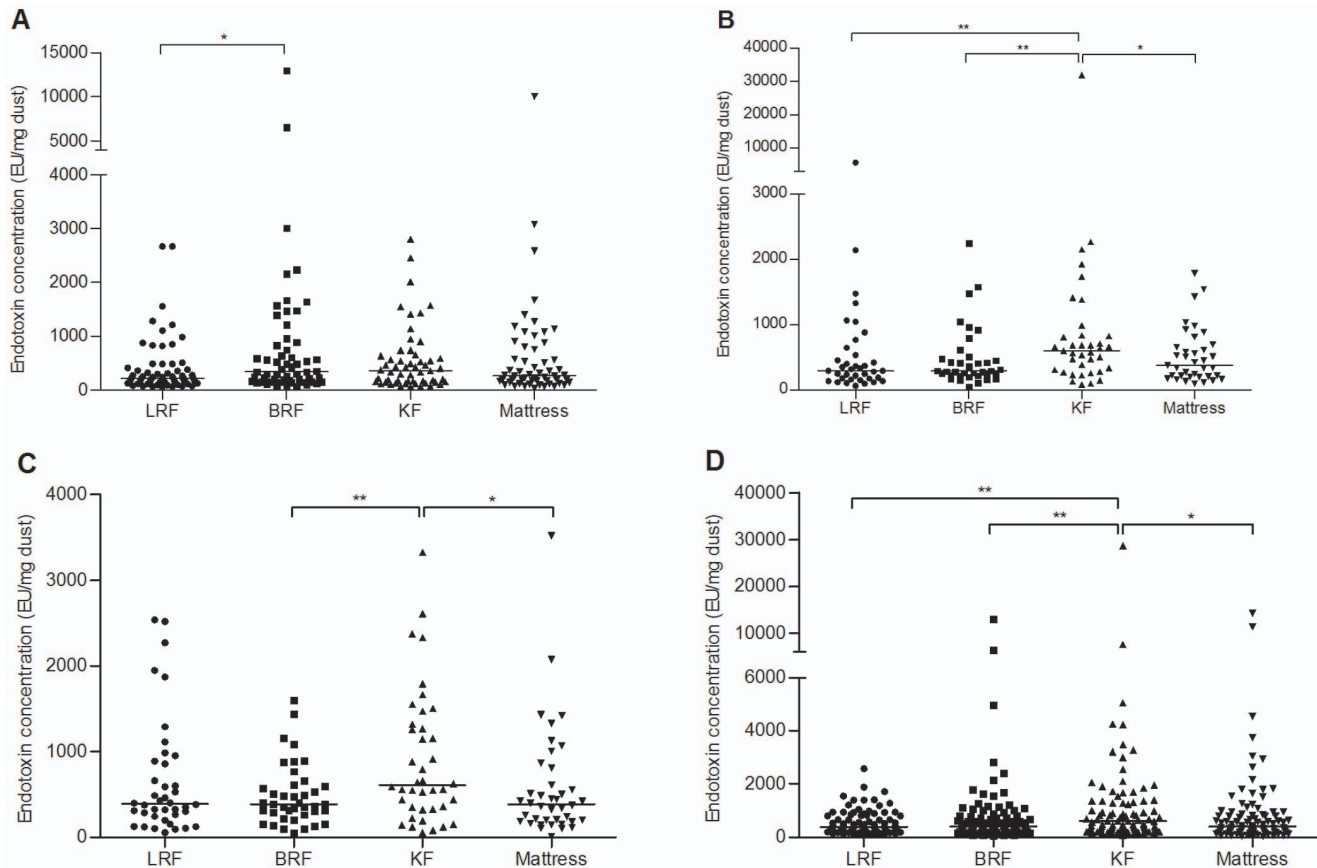 A
Endotoxin concentration (EU/mg dust)
15000
10000
5000
4000
3000
2000
1000
0
*
LRF BRF KF Mattress
B
Endotoxin concentration (EU/mg dust)
40000
30000
20000
10000
3000
2000
1000
0
**
** *
LRF BRF KF Mattress
C
Endotoxin concentration (EU/mg dust)
4000
3000
2000
1000
0
** *
LRF BRF KF Mattress
D
Endotoxin concentration (EU/mg dust)
40000
30000
20000
10000
6000
4000
2000
0
**
** *
LRF BRF KF Mattress